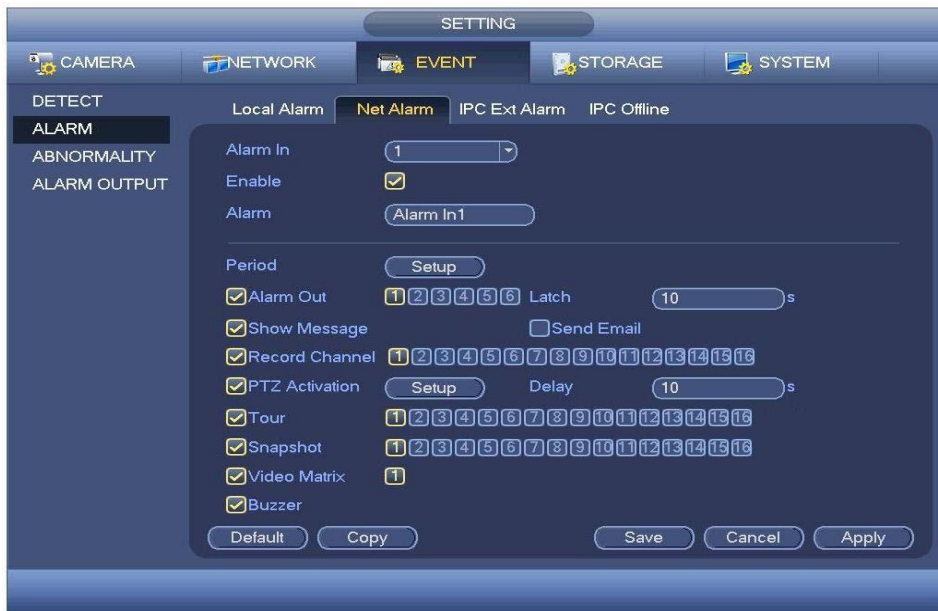 SETTING
CAMERA NETWORK EVENT STORAGE SYSTEM
DETECT
ALARM
ABNORMALITY
ALARM OUTPUT
Local Alarm Net Alarm IPC Ext Alarm IPC Offline
Alarm In 1
Enable
Alarm Alarm In1
Period Setup
Alarm Out 1 2 3 4 5 6 Latch 10 s
Show Message Send Email
Record Channel 1 2 3 4 5 6 7 8 9 10 11 12 13 14 15 16
PTZ Activation Setup Delay 10 s
Tour 1 2 3 4 5 6 7 8 9 10 11 12 13 14 15 16
Snapshot 1 2 3 4 5 6 7 8 9 10 11 12 13 14 15 16
Video Matrix 1
Buzzer
Default Copy Save Cancel Apply